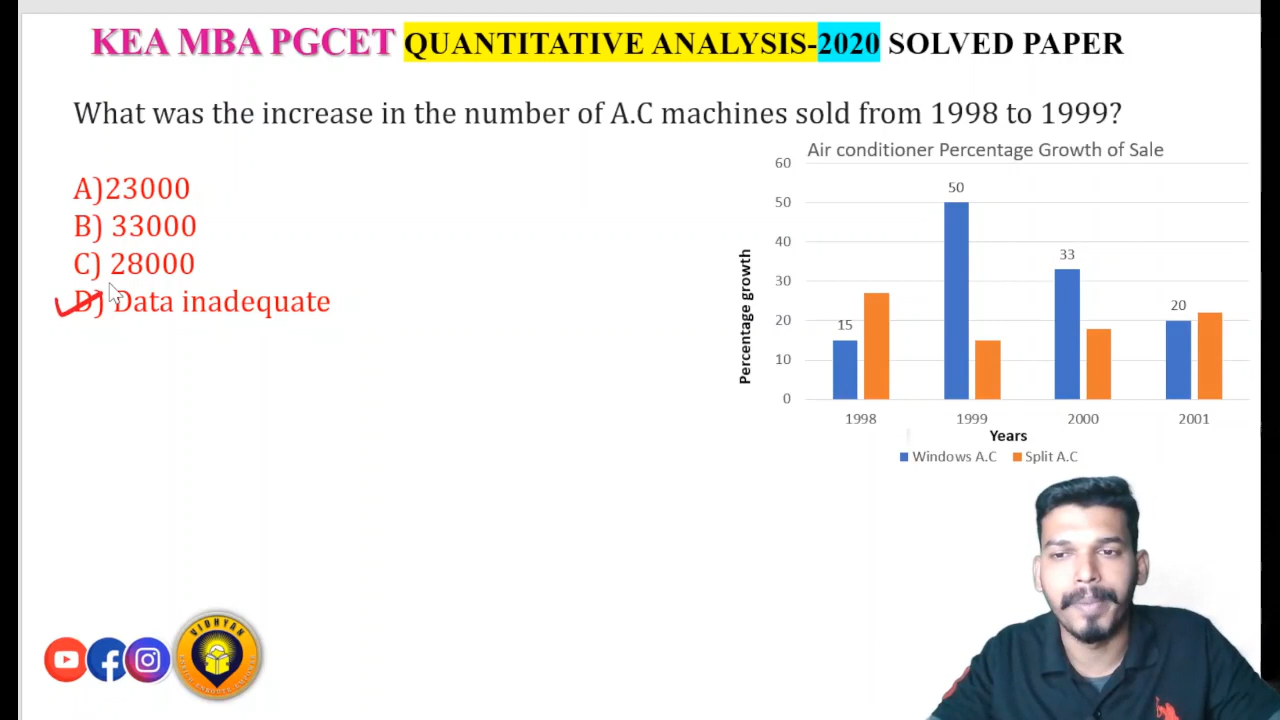 KEA MBA PGCET QUANTITATIVE ANALYSIS-2020 SOLVED PAPER
What was the increase in the number of A.C machines sold from 1998 to 1999?
A)23000
B) 33000
C) 28000
D) Data inadequate
Air conditioner Percentage Growth of Sale
60
50
40
30
20
10
0
Percentage growth
15
50
33
20
1998
1999
2000
2001
Years
Windows A.C
Split A.C
VIDHYAN